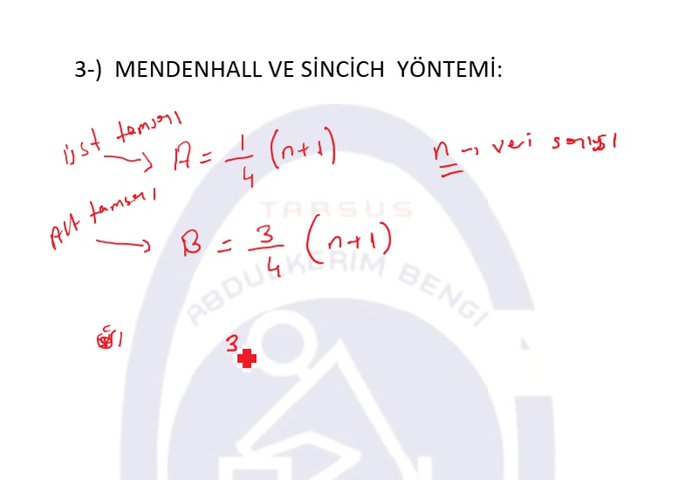 3-) MENDENHALL VE SİNCİCH YÖNTEMİ:
üst tamsayı → A = 1/4 (n+1)
n → veri sayısı
Alt tamsayı → B = 3/4 (n+1)
TARSUS
ABDULKERİM BENGİ
3